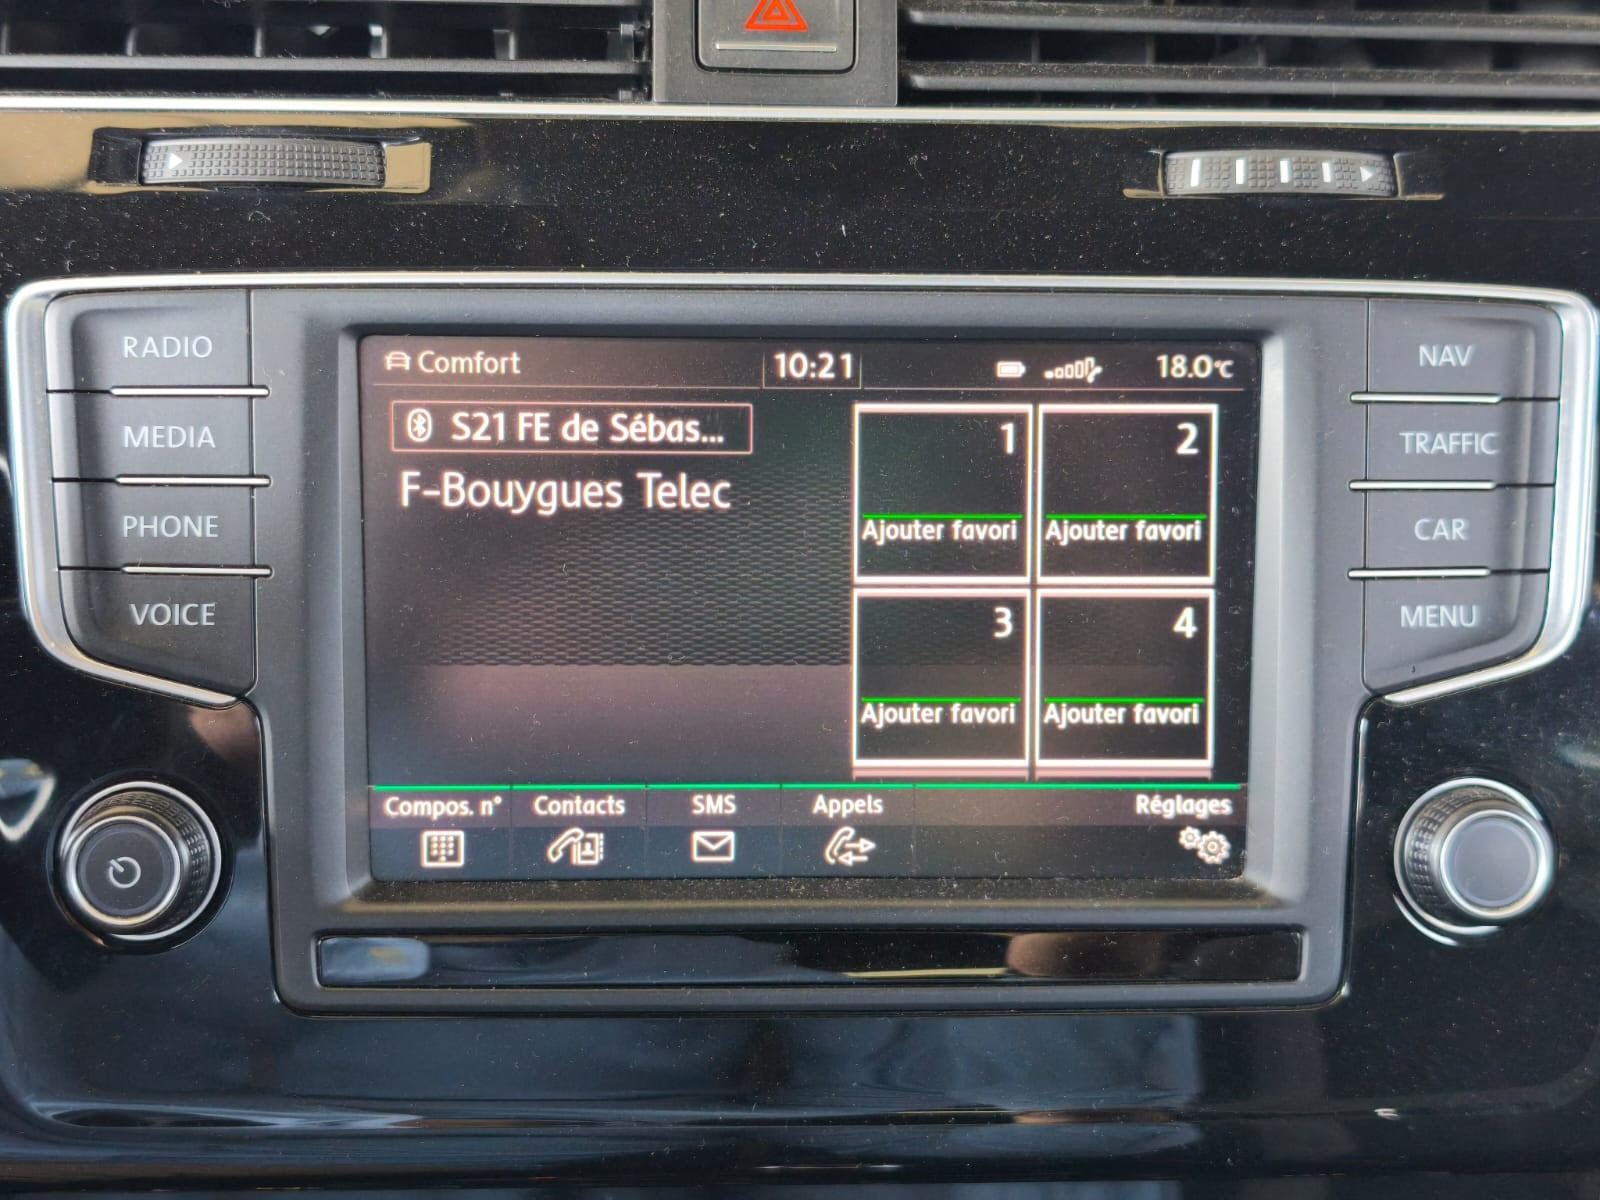 RADIO
MEDIA
PHONE
VOICE
Comfort 10:21 18.0°C
S21 FE de Sébas...
F-Bouygues Telec
1
Ajouter favori
2
Ajouter favori
3
Ajouter favori
4
Ajouter favori
Compos. n° Contacts SMS Appels Réglages
NAV
TRAFFIC
CAR
MENU